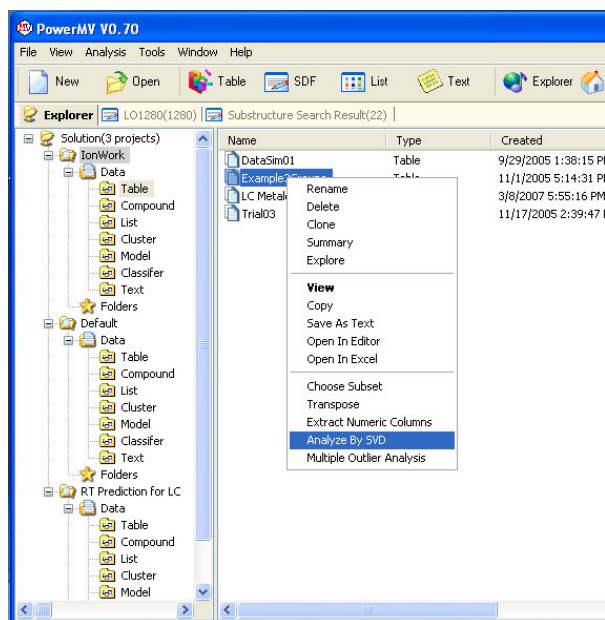 PowerMV V0.70
File View Analysis Tools Window Help
New Open Table SDF List Text Explorer
Explorer LO1280(1280) Substructure Search Result(22)
Solution(3 projects)
IonWork
Data
Table
Compound
List
Cluster
Model
Classifer
Text
Folders
Default
Data
Table
Compound
List
Cluster
Model
Classifer
Text
Folders
RT Prediction for LC
Data
Table
Compound
List
Cluster
Model
Name Type Created
DataSim01 Table 9/29/2005 1:38:15 P
Example3Groups Table 11/1/2005 5:14:31 P
LC Metal 3/8/2007 5:55:16 PM
Trial03 11/17/2005 2:39:47
Rename
Delete
Clone
Summary
Explore
View
Copy
Save As Text
Open In Editor
Open In Excel
Choose Subset
Transpose
Extract Numeric Columns
Analyze By SVD
Multiple Outlier Analysis